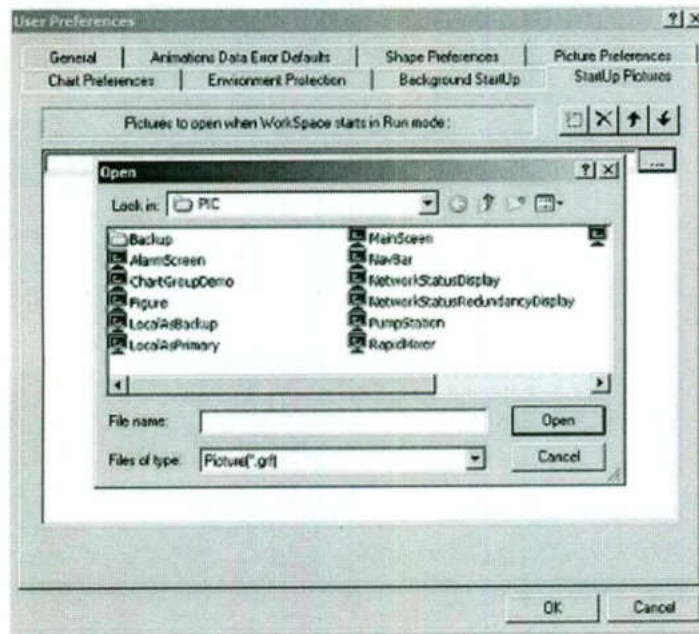 User Preferences
General
Animations Data Error Defaults
Shape Preferences
Picture Preferences
Chart Preferences
Environment Protection
Background StartUp
StartUp Pictures
Pictures to open when WorkSpace starts in Run mode:
...
Open
Look in: PIC
Backup
AlarmScreen
ChartGroupDemo
Figure
LocalAsBackup
LocalAsPrimary
MainSceen
NavBar
NetworkStatusDisplay
NetworkStatusRedundancyDisplay
PumpStation
RapidMixer
File name:
Open
Files of type: Picture(*.grf)
Cancel
OK
Cancel